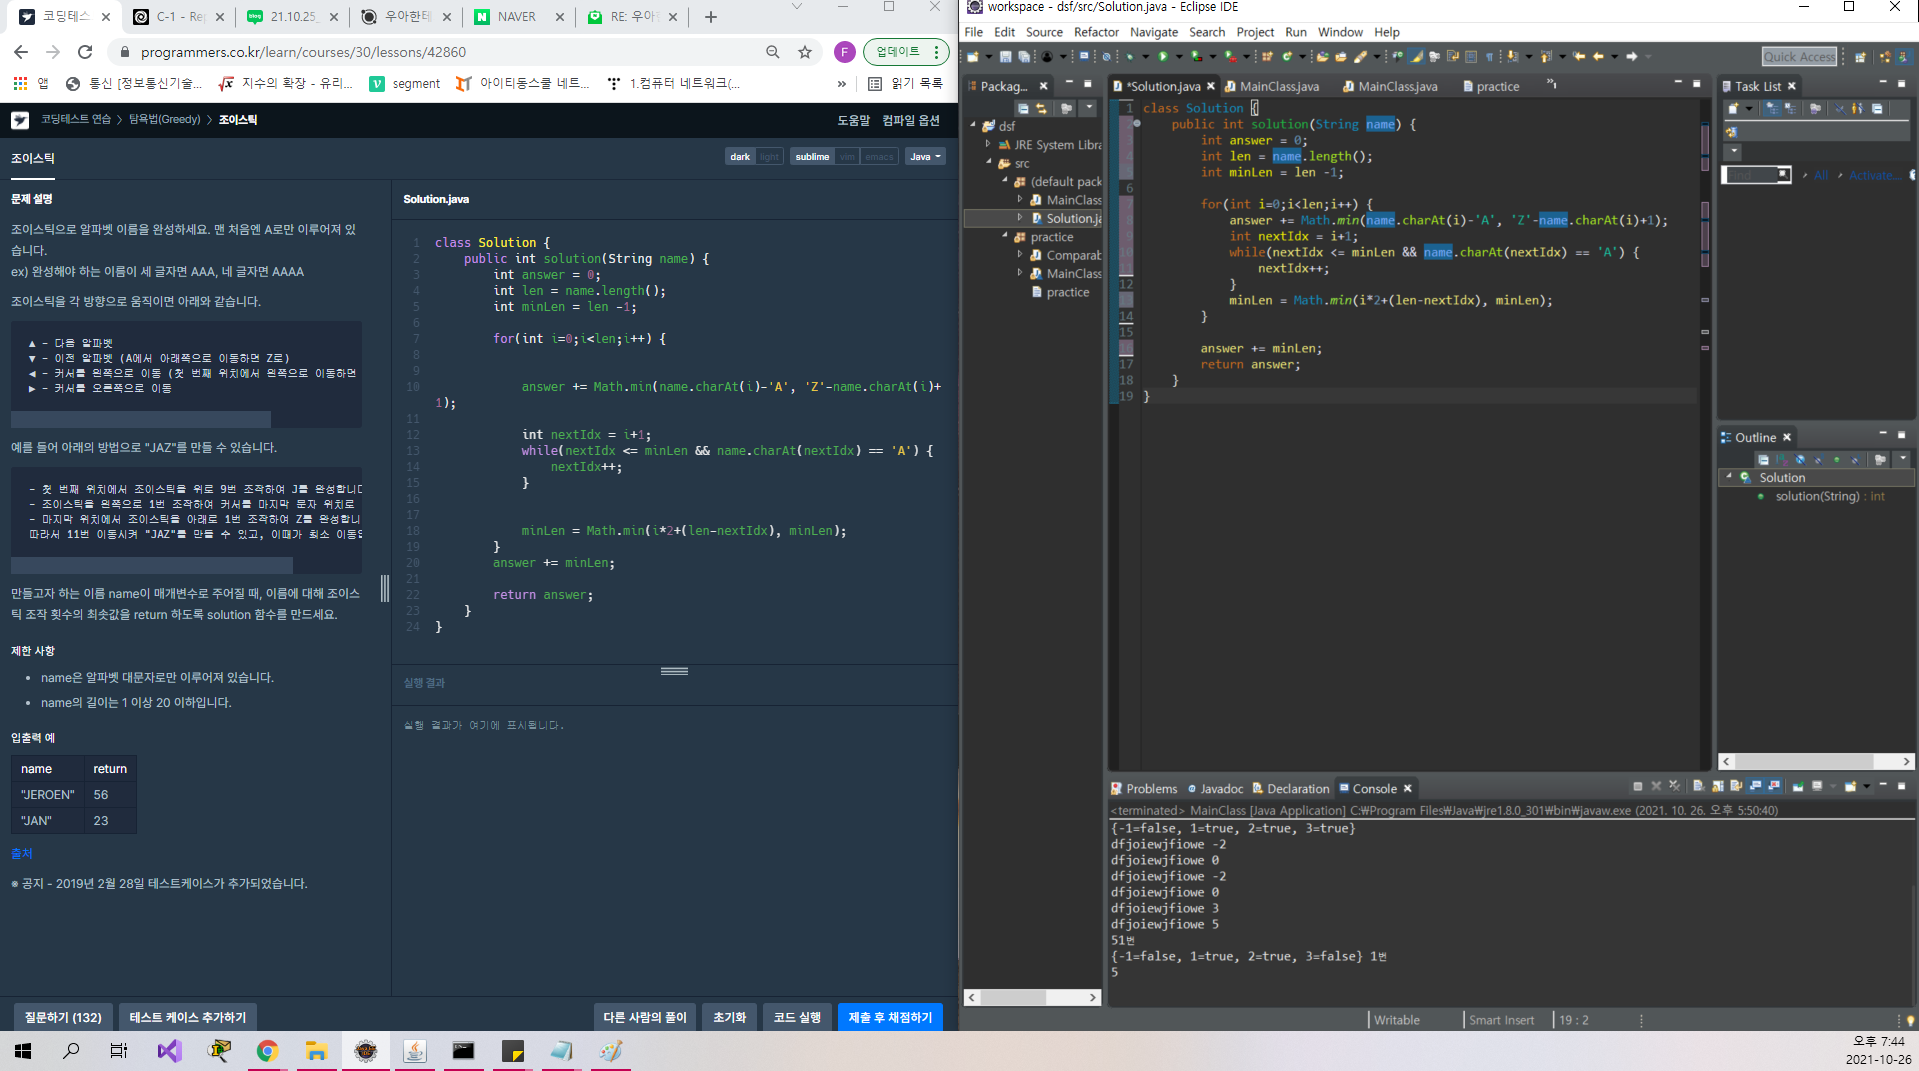 코딩테스
C-1 - Rep
21.10.25_
우아한테
NAVER
RE: 우아한
programmers.co.kr/learn/courses/30/lessons/42860
F
업데이트
앱
통신 [정보통신기술...
지수의 확장 - 유리...
segment
아이티동스쿨 네트...
1.컴퓨터 네트워크(...
»
읽기 목록
코딩테스트 연습 > 탐욕법(Greedy) > 조이스틱
도움말 컴파일 옵션
조이스틱
dark light
sublime vim emacs
Java
문제 설명
조이스틱으로 알파벳 이름을 완성하세요. 맨 처음엔 A로만 이루어져 있
습니다.
ex) 완성해야 하는 이름이 세 글자면 AAA, 네 글자면 AAAA
조이스틱을 각 방향으로 움직이면 아래와 같습니다.
▲ - 다음 알파벳
▼ - 이전 알파벳 (A에서 아래쪽으로 이동하면 Z로)
◀ - 커서를 왼쪽으로 이동 (첫 번째 위치에서 왼쪽으로 이동하면
▶ - 커서를 오른쪽으로 이동
예를 들어 아래의 방법으로 "JAZ"를 만들 수 있습니다.
- 첫 번째 위치에서 조이스틱을 위로 9번 조작하여 J를 완성합니다
- 조이스틱을 왼쪽으로 1번 조작하여 커서를 마지막 문자 위치로
- 마지막 위치에서 조이스틱을 아래로 1번 조작하여 Z를 완성합니
따라서 11번 이동시켜 "JAZ"를 만들 수 있고, 이때가 최소 이동입
만들고자 하는 이름 name이 매개변수로 주어질 때, 이름에 대해 조이스
틱 조작 횟수의 최솟값을 return 하도록 solution 함수를 만드세요.
제한 사항
• name은 알파벳 대문자로만 이루어져 있습니다.
• name의 길이는 1 이상 20 이하입니다.
입출력 예
name return
"JEROEN" 56
"JAN" 23
출처
※ 공지 - 2019년 2월 28일 테스트케이스가 추가되었습니다.
Solution.java
1 class Solution {
2 public int solution(String name) {
3 int answer = 0;
4 int len = name.length();
5 int minLen = len -1;
6
7 for(int i=0;i<len;i++) {
8
9
10 answer += Math.min(name.charAt(i)-'A', 'Z'-name.charAt(i)+
1);
11
12 int nextIdx = i+1;
13 while(nextIdx <= minLen && name.charAt(nextIdx) == 'A') {
14 nextIdx++;
15 }
16
17
18 minLen = Math.min(i*2+(len-nextIdx), minLen);
19 }
20 answer += minLen;
21
22 return answer;
23 }
24 }
실행 결과
실행 결과가 여기에 표시됩니다.
질문하기 (132)
테스트 케이스 추가하기
다른 사람의 풀이
초기화
코드 실행
제출 후 채점하기
workspace - dsf/src/Solution.java - Eclipse IDE
File Edit Source Refactor Navigate Search Project Run Window Help
Quick Access
Packag...
dsf
JRE System Libra
src
(default pack
MainClass
Solution.ja
practice
Comparab
MainClass
practice
*Solution.java
MainClass.java
MainClass.java
practice
»1
1 class Solution {
public int solution(String name) {
int answer = 0;
int len = name.length();
int minLen = len -1;
6
for(int i=0;i<len;i++) {
answer += Math.min(name.charAt(i)-'A', 'Z'-name.charAt(i)+1);
int nextIdx = i+1;
while(nextIdx <= minLen && name.charAt(nextIdx) == 'A') {
nextIdx++;
12 }
minLen = Math.min(i*2+(len-nextIdx), minLen);
14 }
15
answer += minLen;
17 return answer;
18 }
19 }
Task List
Find
All
Activate...
Outline
Solution
solution(String) : int
Problems
Javadoc
Declaration
Console
<terminated> MainClass [Java Application] C:₩Program Files₩Java₩jre1.8.0_301₩bin₩javaw.exe (2021. 10. 26. 오후 5:50:40)
{-1=false, 1=true, 2=true, 3=true}
dfjoiewjfiowe -2
dfjoiewjfiowe 0
dfjoiewjfiowe -2
dfjoiewjfiowe 0
dfjoiewjfiowe 3
dfjoiewjfiowe 5
51번
{-1=false, 1=true, 2=true, 3=false} 1번
5
Writable
Smart Insert
19 : 2
오후 7:44
2021-10-26